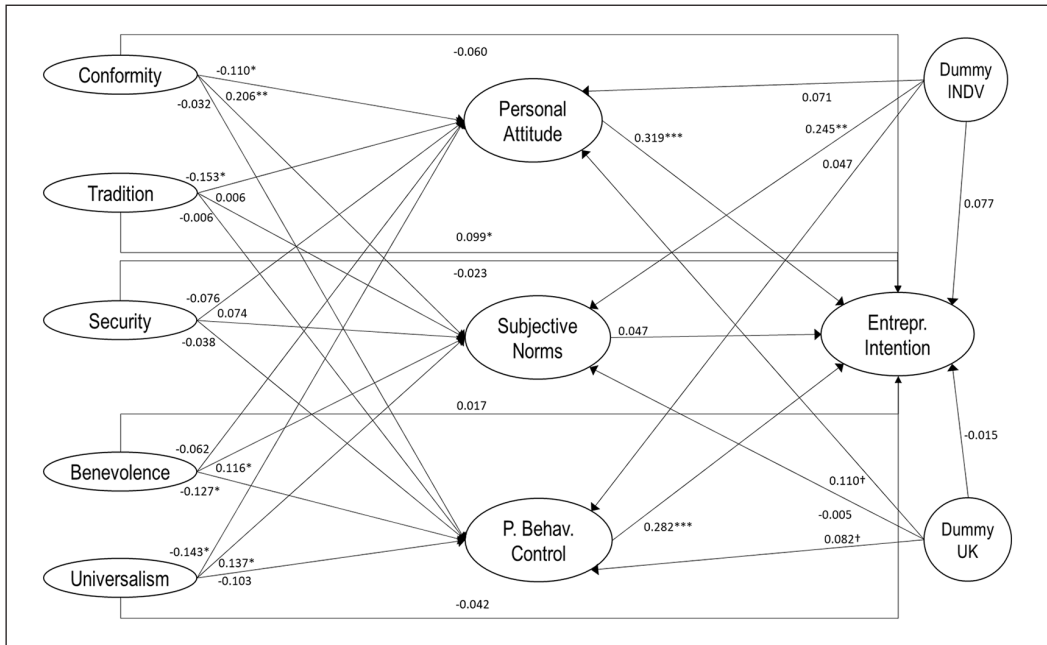 Conformity
-0.110*
0.206**
-0.032
-0.060
Personal
Attitude
Dummy
INDV
0.071
0.245**
0.047
0.319***
0.077
Tradition
-0.153*
0.006
-0.006
0.099*
-0.023
Security
-0.076
0.074
-0.038
Subjective
Norms
0.047
Entrepr.
Intention
0.017
Benevolence
-0.062
0.116*
-0.127*
-0.015
0.110†
-0.005
0.082†
P. Behav.
Control
0.282***
Dummy
UK
Universalism
-0.143*
0.137*
-0.103
-0.042